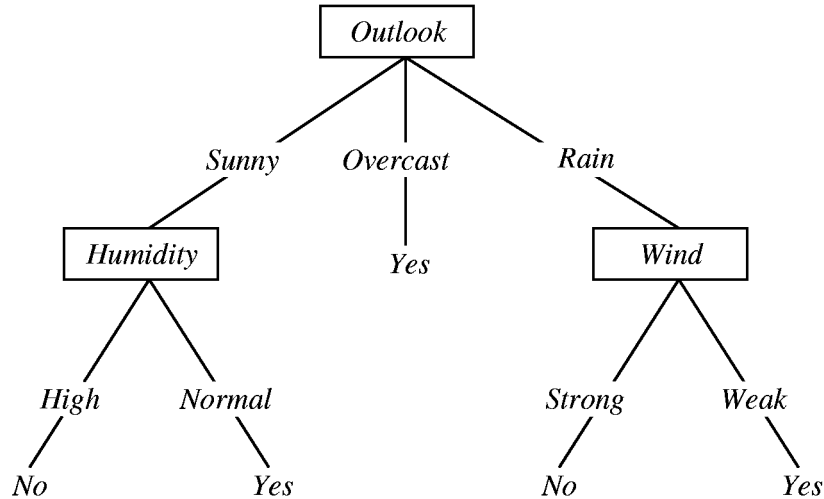 Outlook
Sunny Overcast Rain
Humidity Yes Wind
High Normal Strong Weak
No Yes No Yes